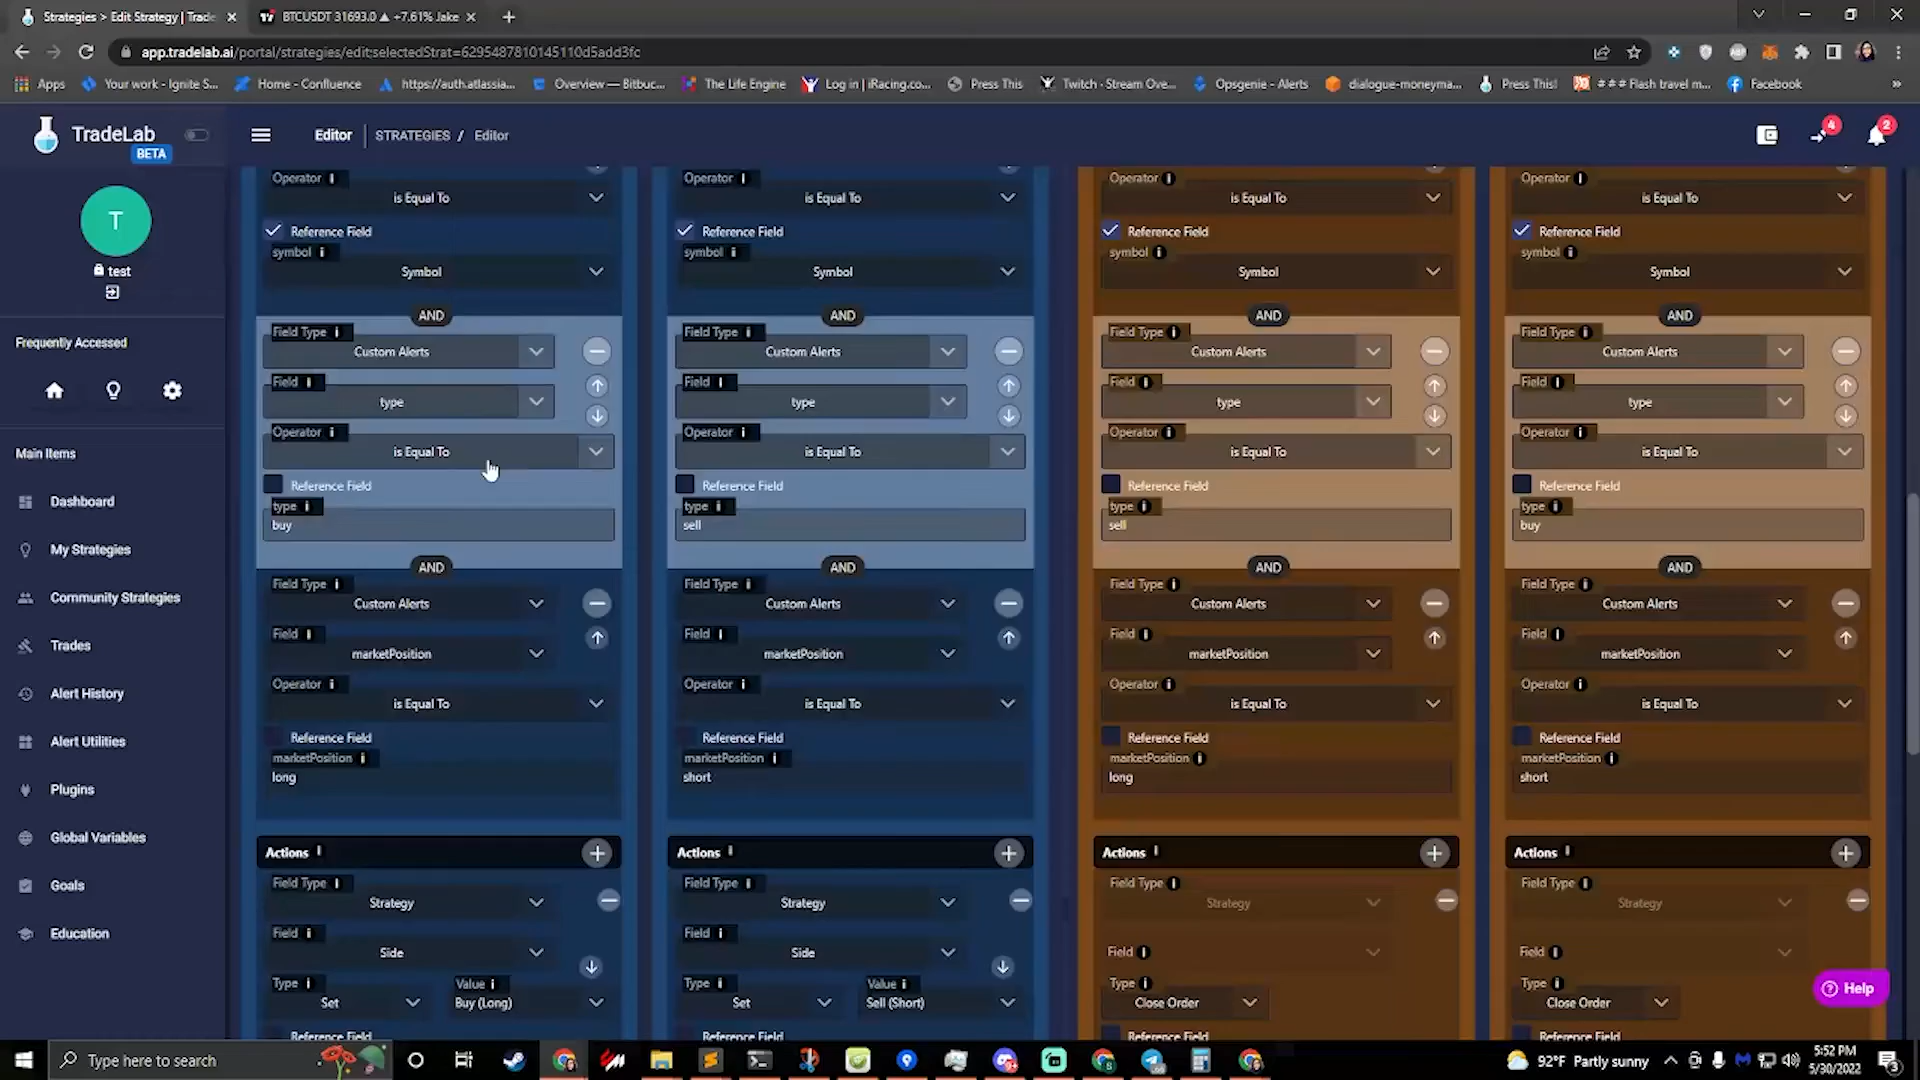 Strategies > Edit Strategy | Trade
BTCUSDT 31693.0 ▲ +7.61% Jake
app.tradelab.ai/portal/strategies/edit;selectedStrat=6295487810145110d5add3fc
Apps Your work - Ignite S... Home - Confluence https://auth.atlassia... Overview — Bitbuc... The Life Engine Log in | iRacing.co... Press This Twitch - Stream Ove... Opsgenie - Alerts dialogue-moneyma... Press This! # # # Flash travel m... Facebook »
TradeLab
BETA
Editor STRATEGIES / Editor
4
2
T
test
Frequently Accessed
Main Items
Dashboard
My Strategies
Community Strategies
Trades
Alert History
Alert Utilities
Plugins
Global Variables
Goals
Education
Operator i Operator i Operator i Operator i
is Equal To is Equal To is Equal To is Equal To
Reference Field Reference Field Reference Field Reference Field
symbol i symbol i symbol i symbol i
Symbol Symbol Symbol Symbol
AND AND AND AND
Field Type i Field Type i Field Type i Field Type i
Custom Alerts Custom Alerts Custom Alerts Custom Alerts
Field i Field i Field i Field i
type type type type
Operator i Operator i Operator i Operator i
is Equal To is Equal To is Equal To is Equal To
Reference Field Reference Field Reference Field Reference Field
type i type i type i type i
buy sell sell buy
AND AND AND AND
Field Type i Field Type i Field Type i Field Type i
Custom Alerts Custom Alerts Custom Alerts Custom Alerts
Field i Field i Field i Field i
marketPosition marketPosition marketPosition marketPosition
Operator i Operator i Operator i Operator i
is Equal To is Equal To is Equal To is Equal To
Reference Field Reference Field Reference Field Reference Field
marketPosition i marketPosition i marketPosition i marketPosition i
long short long short
Actions i Actions i Actions i Actions i
Field Type i Field Type i Field Type i Field Type i
Strategy Strategy Strategy Strategy
Field i Field i Field i Field i
Side Side
Type i Value i Type i Value i Type i Type i
Set Buy (Long) Set Sell (Short) Close Order Close Order
Reference Field Reference Field Reference Field Reference Field
Help
Type here to search
92°F Partly sunny
5:52 PM
5/30/2022
3